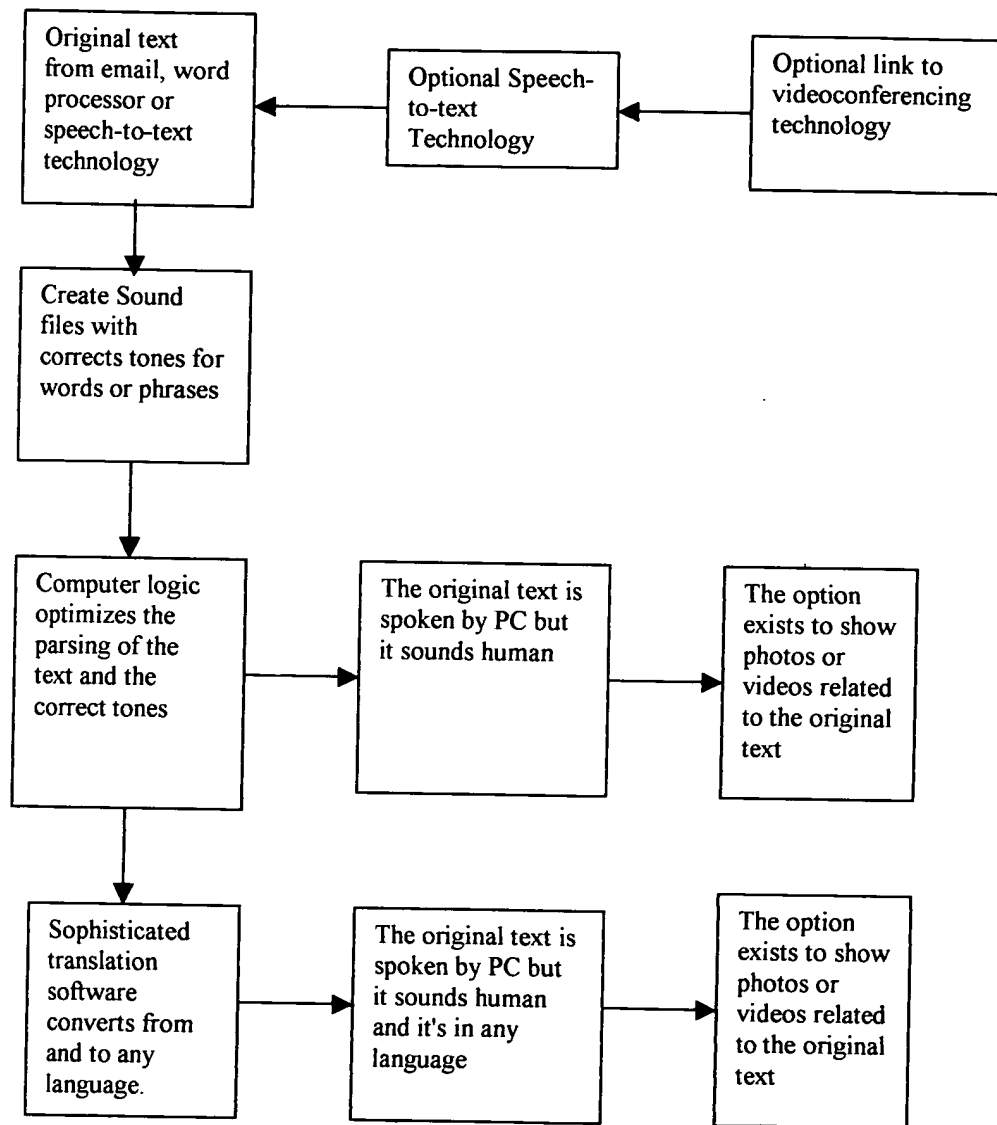 Original text
from email, word
processor or
speech-to-text
technology
Optional Speech-
to-text
Technology
Optional link to
videoconferencing
technology
Create Sound
files with
corrects tones for
words or phrases
Computer logic
optimizes the
parsing of the
text and the
correct tones
The original text is
spoken by PC but
it sounds human
The option
exists to show
photos or
videos related
to the original
text
Sophisticated
translation
software
converts from
and to any
language.
The original text is
spoken by PC but
it sounds human
and it's in any
language
The option
exists to show
photos or
videos related
to the original
text